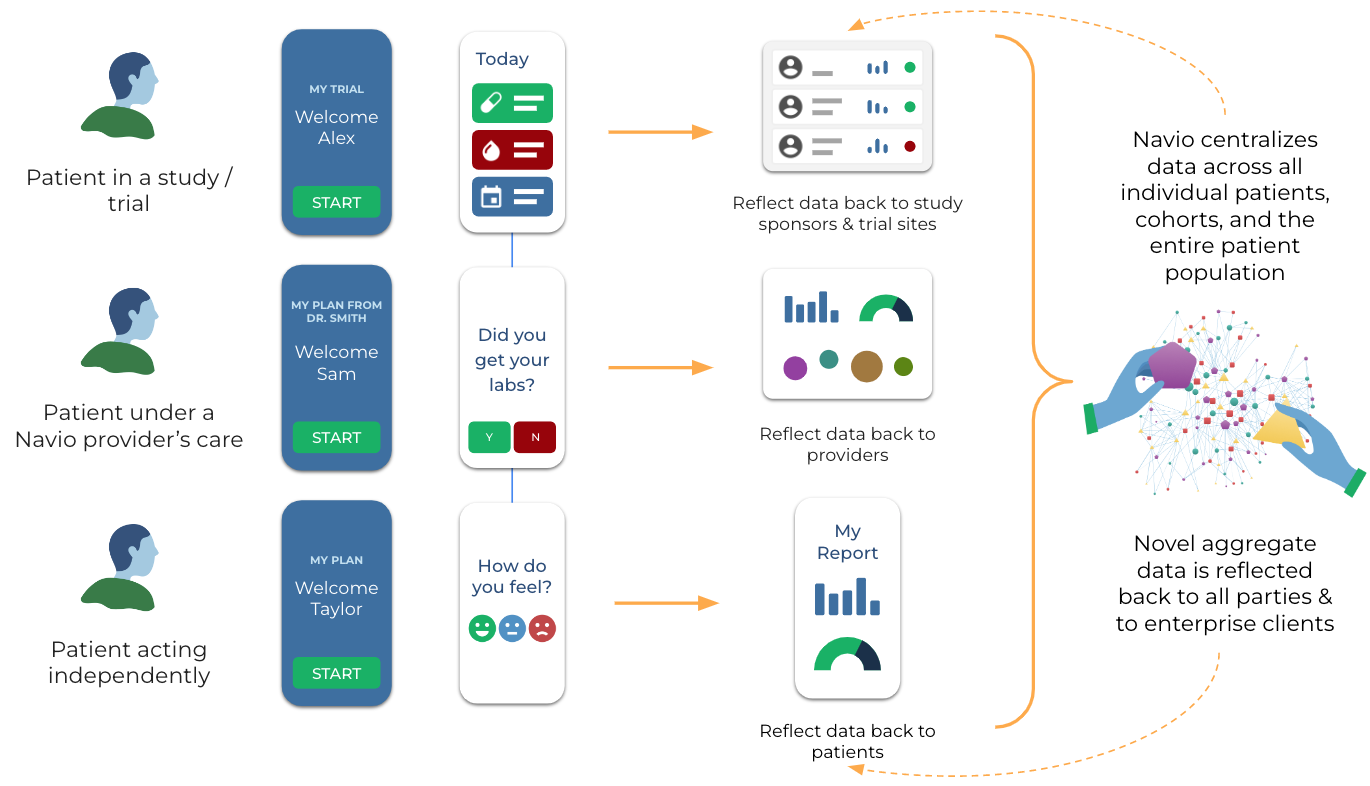 Patient in a study /
trial
MY TRIAL
Welcome
Alex
START
Today
Reflect data back to study
sponsors & trial sites
Patient under a
Navio provider's care
MY PLAN FROM
DR. SMITH
Welcome
Sam
START
Did you
get your
labs?
Y
N
Reflect data back to
providers
Patient acting
independently
MY PLAN
Welcome
Taylor
START
How do
you feel?
My
Report
Reflect data back to
patients
Navio centralizes
data across all
individual patients,
cohorts, and the
entire patient
population
Novel aggregate
data is reflected
back to all parties &
to enterprise clients